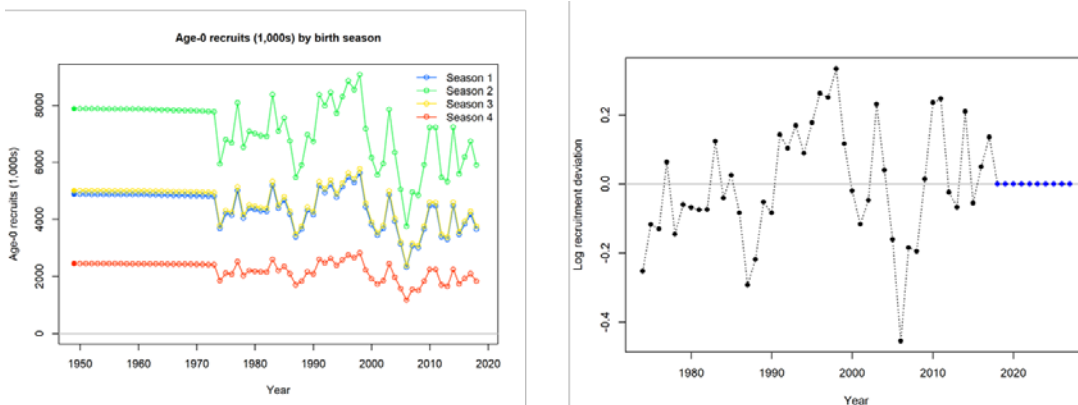 Age-0 recruits (1,000s) by birth season
Season 1
Season 2
Season 3
Season 4
Age-0 recruits (1,000s)
8000
6000
4000
2000
0
1950 1960 1970 1980 1990 2000 2010 2020
Year
Log recruitment deviation
0.2
0.0
-0.2
-0.4
1980 1990 2000 2010 2020
Year